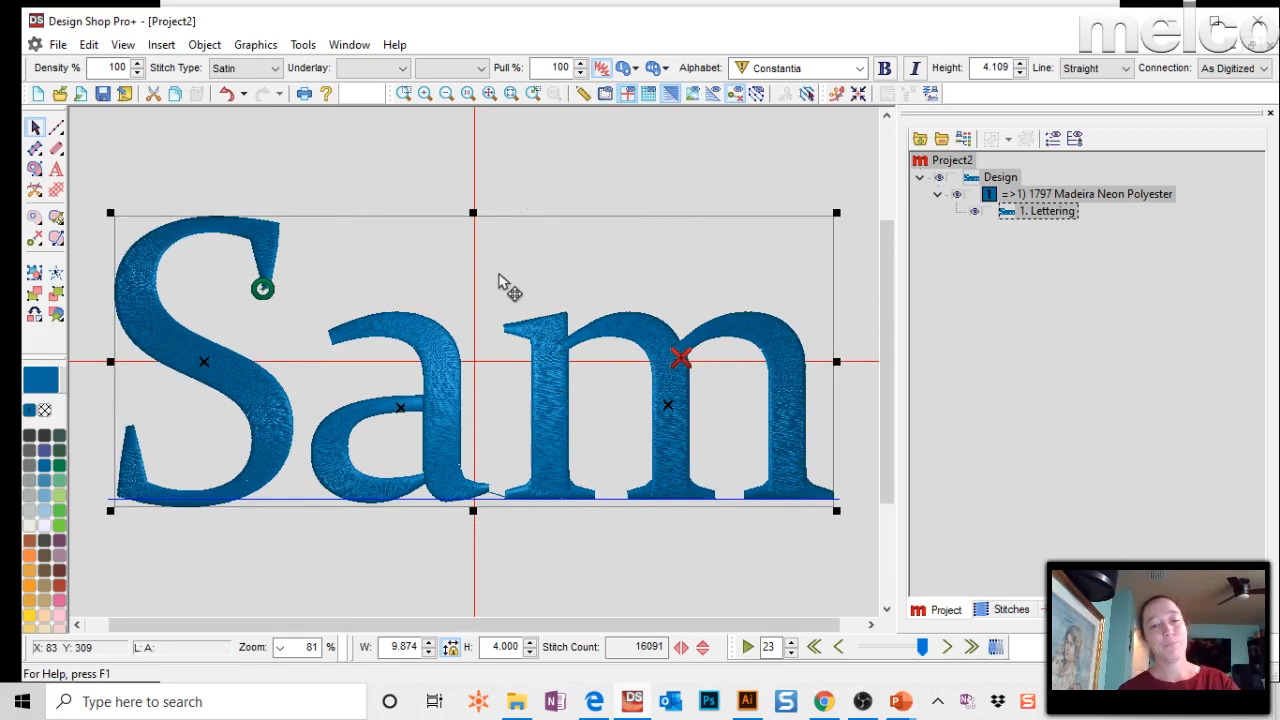 DS Design Shop Pro+ - [Project2]
melco
File Edit View Insert Object Graphics Tools Window Help
Density % 100 Stitch Type: Satin Underlay: Pull %: 100 Alphabet: Constantia B I Height: 4.109 Line: Straight Connection: As Digitized
Project2
Design
1 =>1) 1797 Madeira Neon Polyester
Sam 1. Lettering
Sam
Project Stitches
X: 83 Y: 309 L: A: Zoom: 81 % W: 9.874 H: 4.000 Stitch Count: 16091 23
For Help, press F1
Type here to search